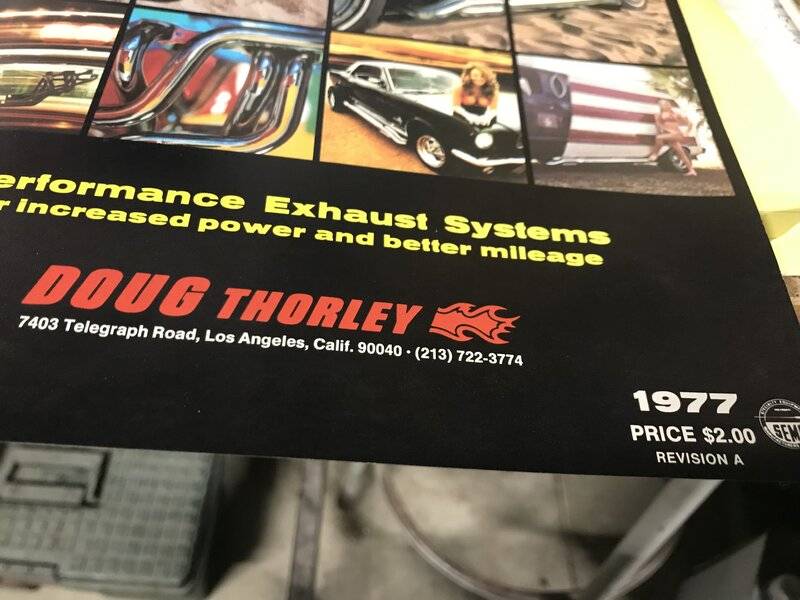 erformance Exhaust Systems
r increased power and better mileage
DOUG THORLEY
7403 Telegraph Road, Los Angeles, Calif. 90040 · (213) 722-3774
1977
PRICE $2.00
REVISION A
SEM